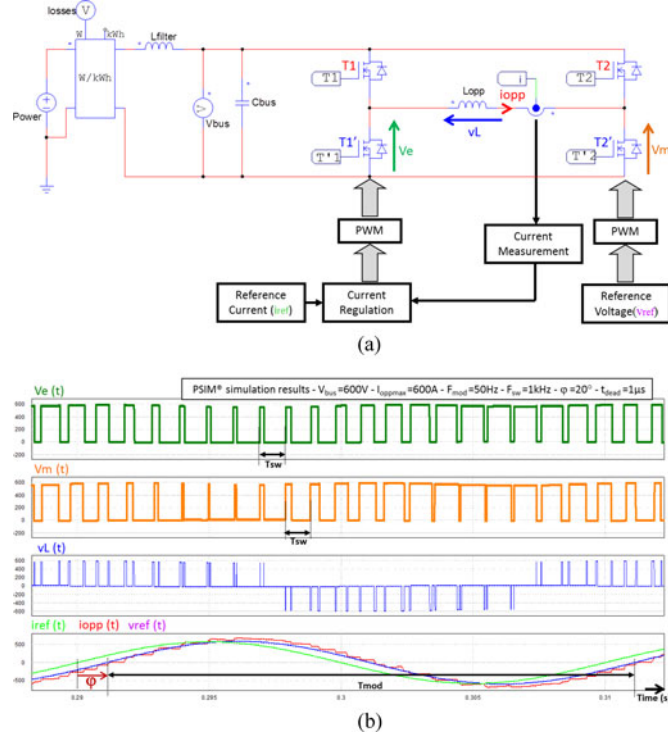 losses
V
W
kWh
Lfilter
W/kWh
Power
V
Vbus
Cbus
T1
T1
Lopp
i
iopp
vL
T2
T2
T1’
T'1
Ve
T2’
T'2
Vm
PWM
PWM
Current
Measurement
Reference
Current (iref)
Current
Regulation
Reference
Voltage(Vref)
(a)
Ve (t)
PSIM® simulation results - Vbus=600V - Ioppmax=600A - Fmod=50Hz - Fsw=1kHz - φ=20° - tdead=1µs
600
400
200
0
-200
Tsw
Vm (t)
600
400
200
0
-200
Tsw
vL (t)
600
400
200
0
-200
-400
-600
iref (t) iopp (t) vref (t)
500
0
-500
φ
Tmod
0.28
0.285
0.3
0.305
0.31
Time (s
(b)